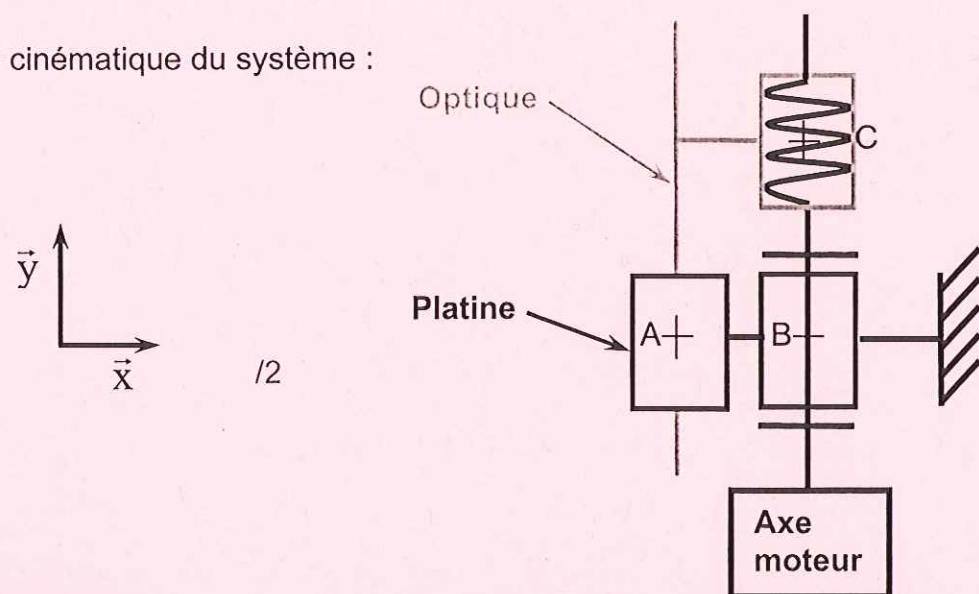 cinématique du système :
Optique
C
y
Platine
A
B
x
/2
Axe
moteur